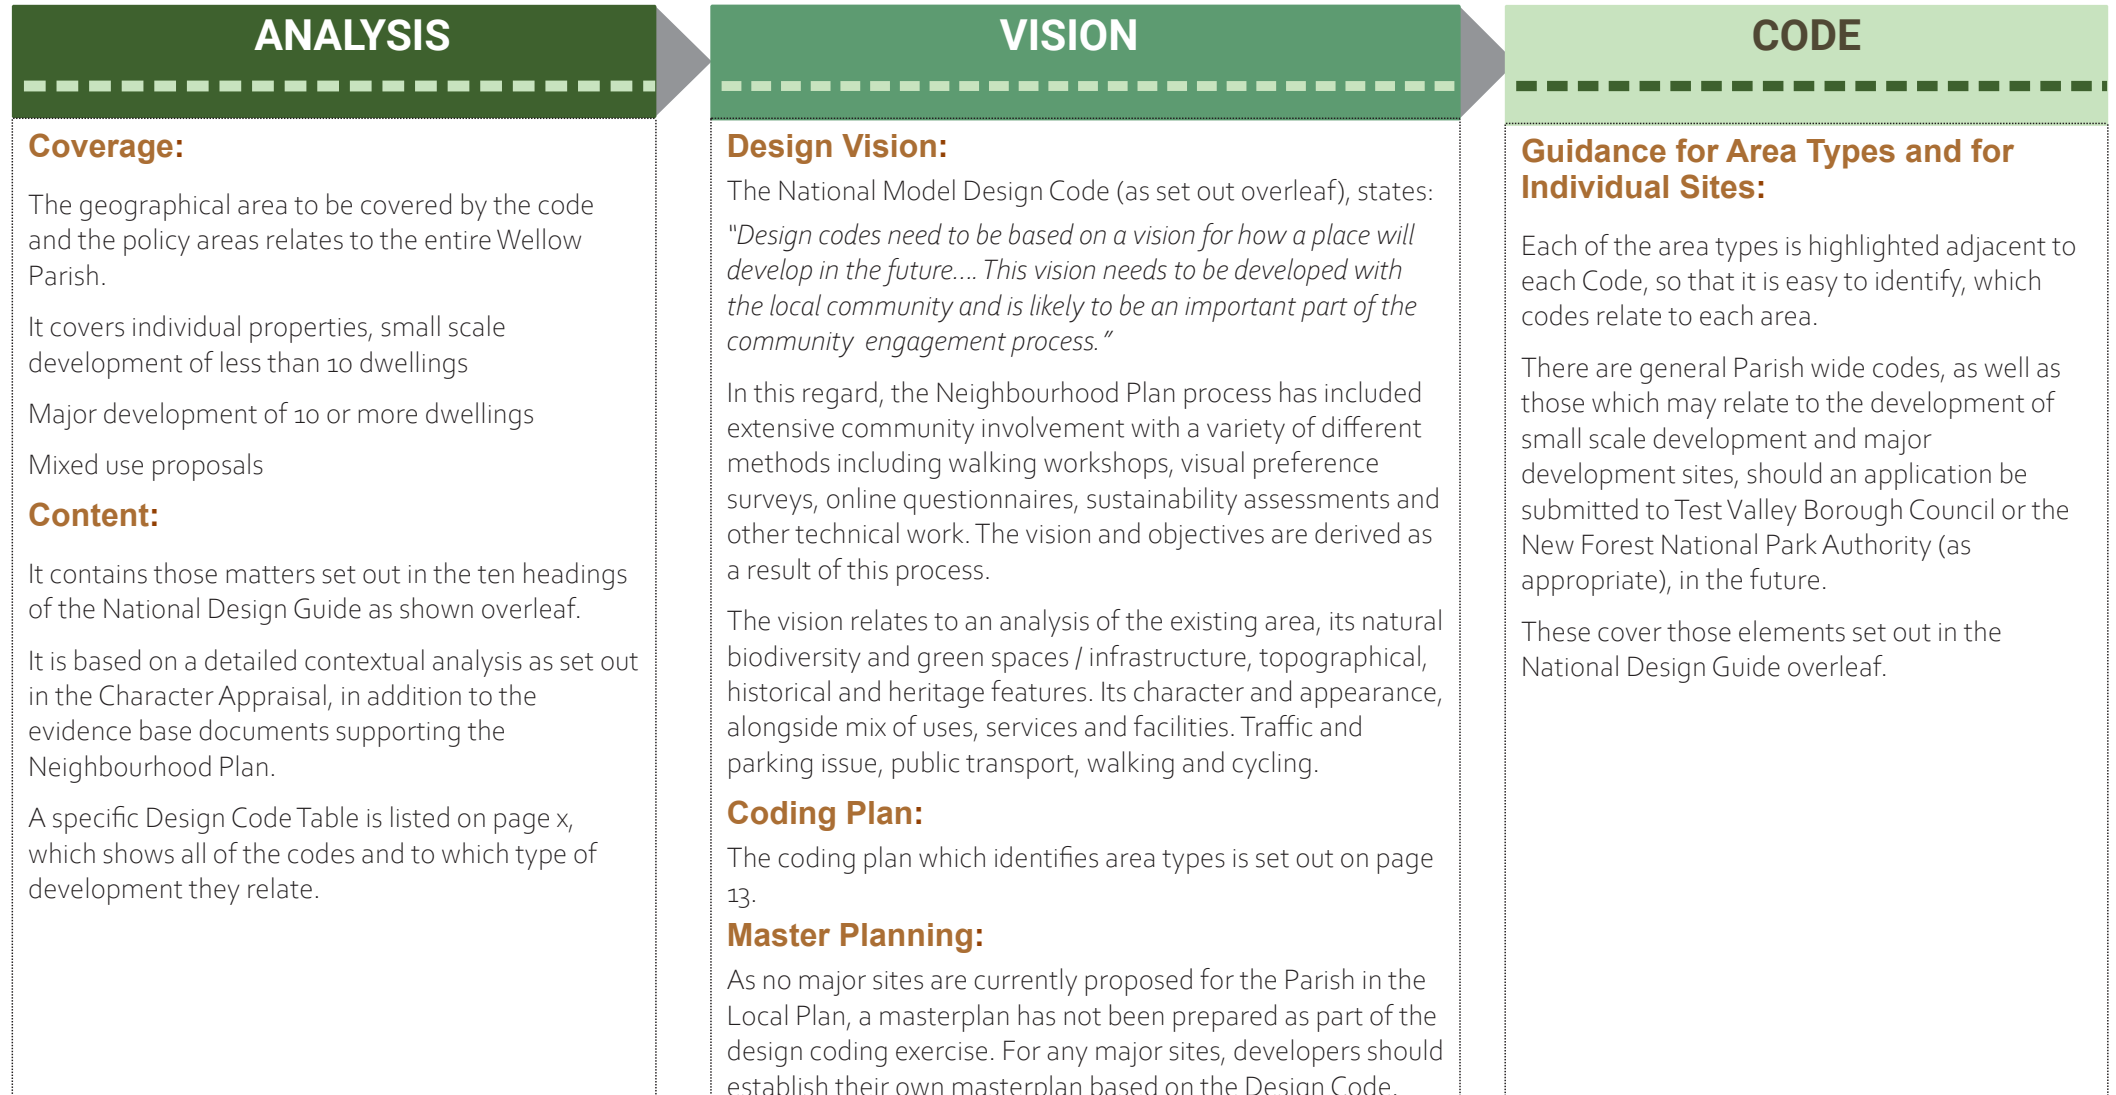 ANALYSIS
Coverage:
The geographical area to be covered by the code
and the policy areas relates to the entire Wellow
Parish.
It covers individual properties, small scale
development of less than 10 dwellings
Major development of 10 or more dwellings
Mixed use proposals
Content:
It contains those matters set out in the ten headings
of the National Design Guide as shown overleaf.
It is based on a detailed contextual analysis as set out
in the Character Appraisal, in addition to the
evidence base documents supporting the
Neighbourhood Plan.
A specific Design Code Table is listed on page x,
which shows all of the codes and to which type of
development they relate.
VISION
Design Vision:
The National Model Design Code (as set out overleaf), states:
“Design codes need to be based on a vision for how a place will
develop in the future.... This vision needs to be developed with
the local community and is likely to be an important part of the
community engagement process.”
In this regard, the Neighbourhood Plan process has included
extensive community involvement with a variety of different
methods including walking workshops, visual preference
surveys, online questionnaires, sustainability assessments and
other technical work. The vision and objectives are derived as
a result of this process.
The vision relates to an analysis of the existing area, its natural
biodiversity and green spaces / infrastructure, topographical,
historical and heritage features. Its character and appearance,
alongside mix of uses, services and facilities. Traffic and
parking issue, public transport, walking and cycling.
Coding Plan:
The coding plan which identifies area types is set out on page
13.
Master Planning:
As no major sites are currently proposed for the Parish in the
Local Plan, a masterplan has not been prepared as part of the
design coding exercise. For any major sites, developers should
establish their own masterplan based on the Design Code.
CODE
Guidance for Area Types and for
Individual Sites:
Each of the area types is highlighted adjacent to
each Code, so that it is easy to identify, which
codes relate to each area.
There are general Parish wide codes, as well as
those which may relate to the development of
small scale development and major
development sites, should an application be
submitted to Test Valley Borough Council or the
New Forest National Park Authority (as
appropriate), in the future.
These cover those elements set out in the
National Design Guide overleaf.